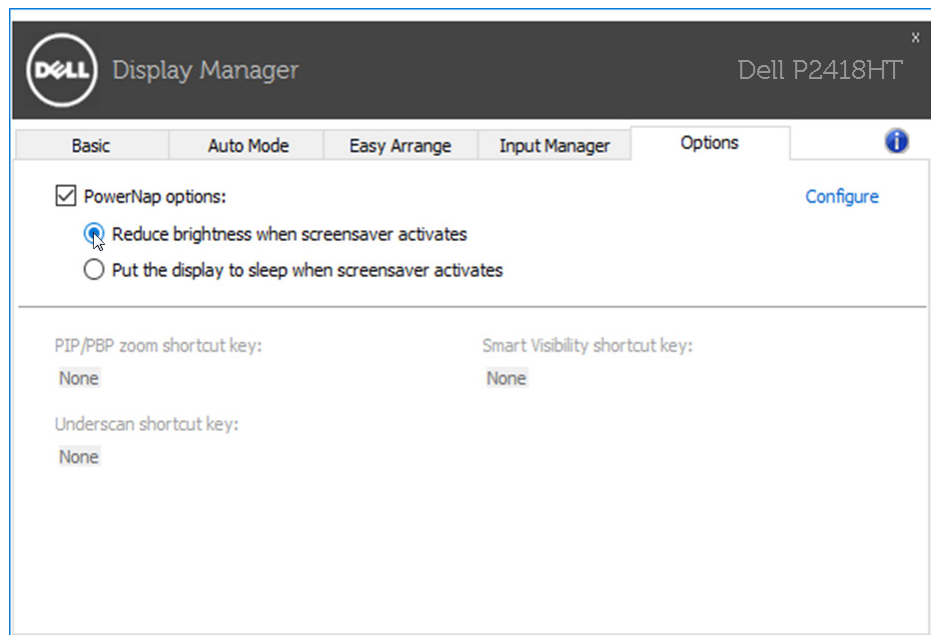 x
DELL Display Manager Dell P2418HT
Basic Auto Mode Easy Arrange Input Manager Options i
PowerNap options: Configure
Reduce brightness when screensaver activates
Put the display to sleep when screensaver activates
PIP/PBP zoom shortcut key: Smart Visibility shortcut key:
None None
Underscan shortcut key:
None